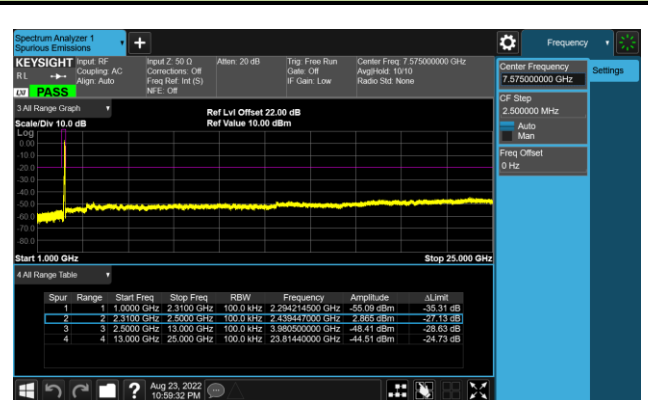 Spectrum Analyzer 1
Spurious Emissions
Frequency
KEYSIGHT
RL
Input: RF
Coupling: AC
Align: Auto
Input Z: 50 Ω
Corrections: Off
Freq Ref: Int (S)
NFE: Off
Atten: 20 dB
Trig: Free Run
Gate: Off
IF Gain: Low
Center Freq: 7.575000000 GHz
Avg|Hold: 10/10
Radio Std: None
PASS
3 All Range Graph
Scale/Div 10.0 dB
Ref Lvl Offset 22.00 dB
Ref Value 10.00 dBm
Log
0.00
-10.0
-20.0
-30.0
-40.0
-50.0
-60.0
-70.0
-80.0
Start 1.000 GHz
Stop 25.000 GHz
4 All Range Table
Spur Range Start Freq Stop Freq RBW Frequency Amplitude ΔLimit
1 1 1.0000 GHz 2.3100 GHz 100.0 kHz 2.294214500 GHz -55.09 dBm -35.31 dB
2 2 2.3100 GHz 2.5000 GHz 100.0 kHz 2.439447000 GHz 2.865 dBm -27.13 dB
3 3 2.5000 GHz 13.000 GHz 100.0 kHz 3.980500000 GHz -48.41 dBm -28.63 dB
4 4 13.000 GHz 25.000 GHz 100.0 kHz 23.81440000 GHz -44.51 dBm -24.73 dB
Center Frequency
7.575000000 GHz
Settings
CF Step
2.500000 MHz
Auto
Man
Freq Offset
0 Hz
?
Aug 23, 2022
10:59:32 PM